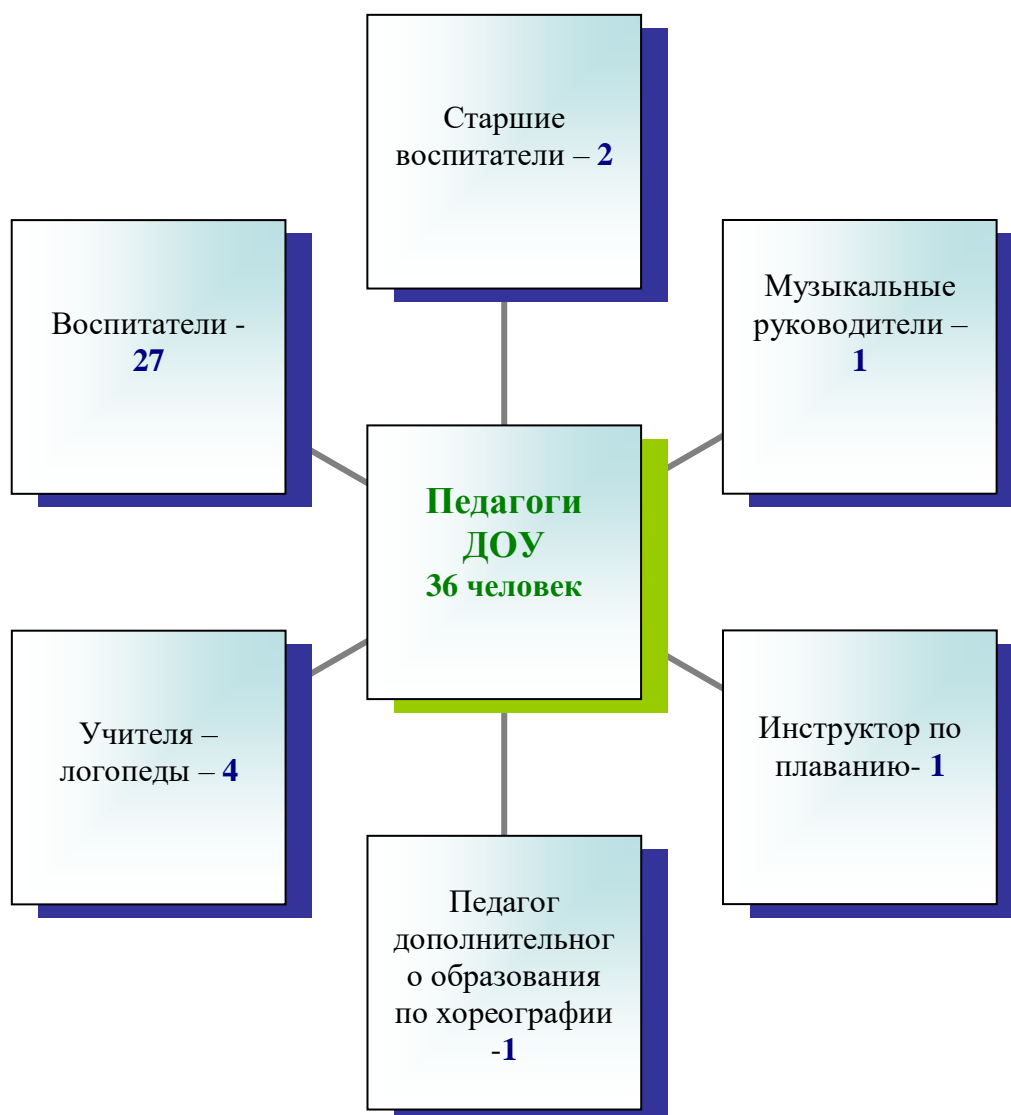 Старшие
воспитатели – 2
Музыкальные
руководители –
1
Воспитатели -
27
Педагоги
ДОУ
36 человек
Учителя –
логопеды – 4
Инструктор по
плаванию- 1
Педагог
дополнительног
о образования
по хореографии
-1